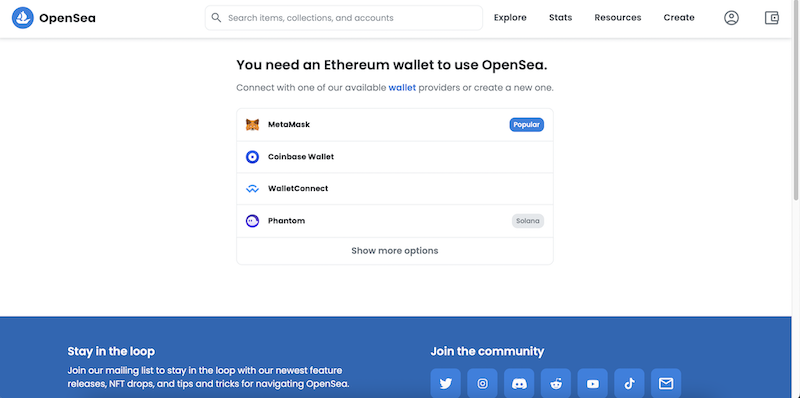 OpenSea
Search items, collections, and accounts
Explore
Stats
Resources
Create
You need an Ethereum wallet to use OpenSea.
Connect with one of our available wallet providers or create a new one.
MetaMask
Popular
Coinbase Wallet
WalletConnect
Phantom
Solana
Show more options
Stay in the loop
Join our mailing list to stay in the loop with our newest feature
releases, NFT drops, and tips and tricks for navigating OpenSea.
Join the community